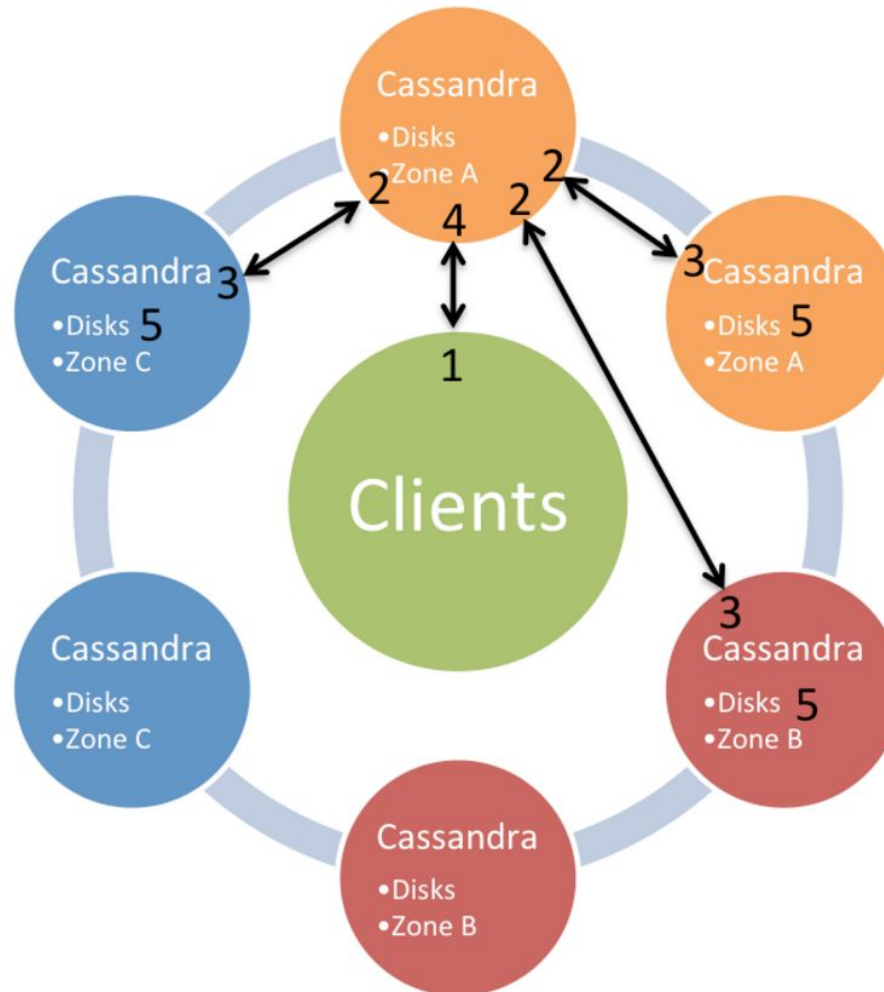 Cassandra
•Disks
•Zone A
2
4
2
2
Cassandra
•Disks 5
•Zone C
3
3
Cassandra
•Disks 5
•Zone A
1
Clients
Cassandra
•Disks
•Zone C
3
Cassandra
•Disks 5
•Zone B
Cassandra
•Disks
•Zone B